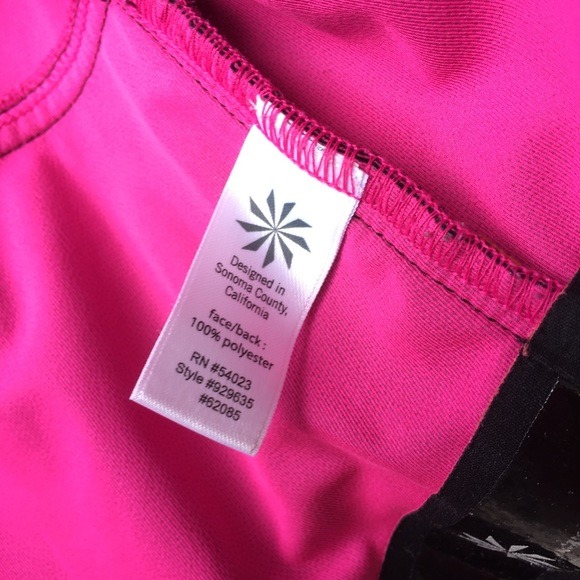 Designed in
Sonoma County,
California
face/back :
100% polyester
RN #54023
Style #929635
#62085